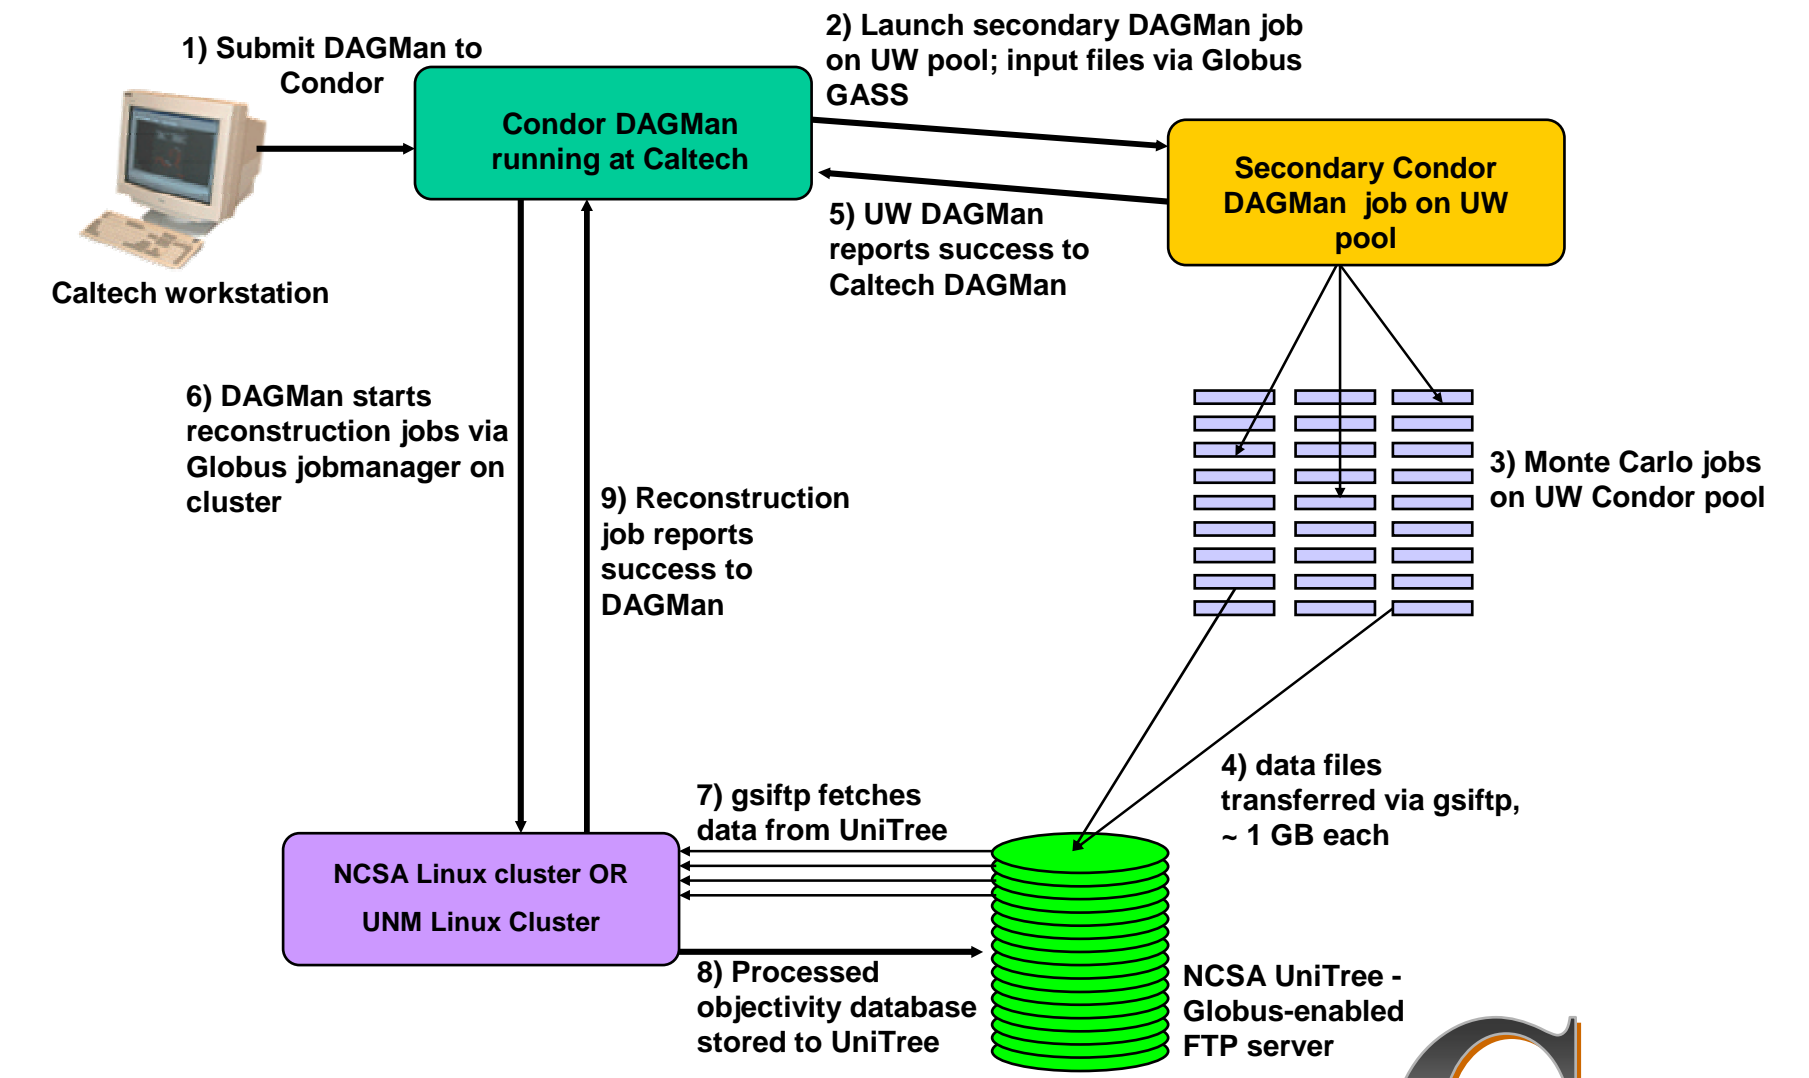 1) Submit DAGMan to
Condor
2) Launch secondary DAGMan job
on UW pool; input files via Globus
GASS
Condor DAGMan
running at Caltech
Secondary Condor
DAGMan job on UW
pool
5) UW DAGMan
reports success to
Caltech DAGMan
Caltech workstation
6) DAGMan starts
reconstruction jobs via
Globus jobmanager on
cluster
9) Reconstruction
job reports
success to
DAGMan
3) Monte Carlo jobs
on UW Condor pool
4) data files
transferred via gsiftp,
~ 1 GB each
7) gsiftp fetches
data from UniTree
NCSA Linux cluster OR
UNM Linux Cluster
8) Processed
objectivity database
stored to UniTree
NCSA UniTree -
Globus-enabled
FTP server